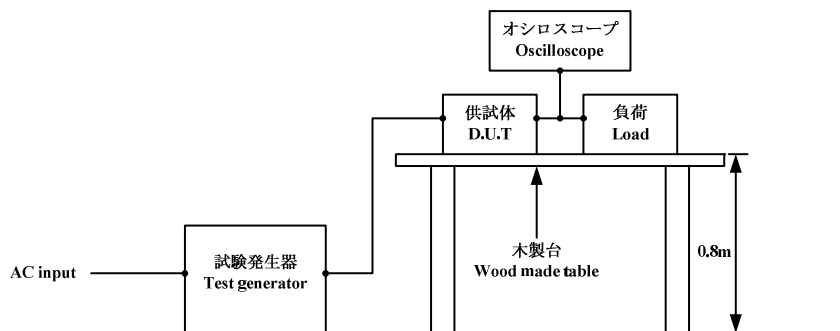 オシロスコープ
Oscilloscope
供試体
D.U.T
負荷
Load
試験発生器
Test generator
AC input
木製台
Wood made table
0.8m